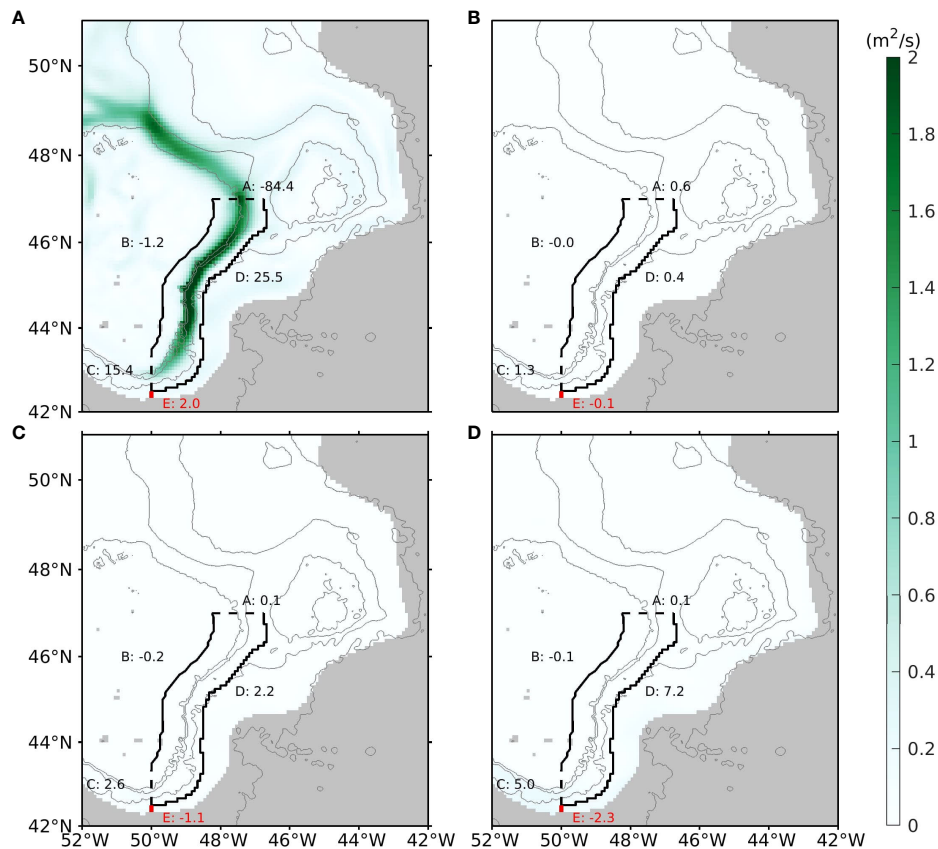 A
B
(m²/s)
50°N
48°N
46°N
44°N
42°N
A: -84.4
B: -1.2
D: 25.5
C: 15.4
E: 2.0
A: 0.6
B: -0.0
D: 0.4
C: 1.3
E: -0.1
C
D
50°N
48°N
46°N
44°N
42°N
A: 0.1
B: -0.2
D: 2.2
C: 2.6
E: -1.1
A: 0.1
B: -0.1
D: 7.2
C: 5.0
E: -2.3
52°W 50°W 48°W 46°W 44°W 42°W
52°W 50°W 48°W 46°W 44°W 42°W
2
1.8
1.6
1.4
1.2
1
0.8
0.6
0.4
0.2
0